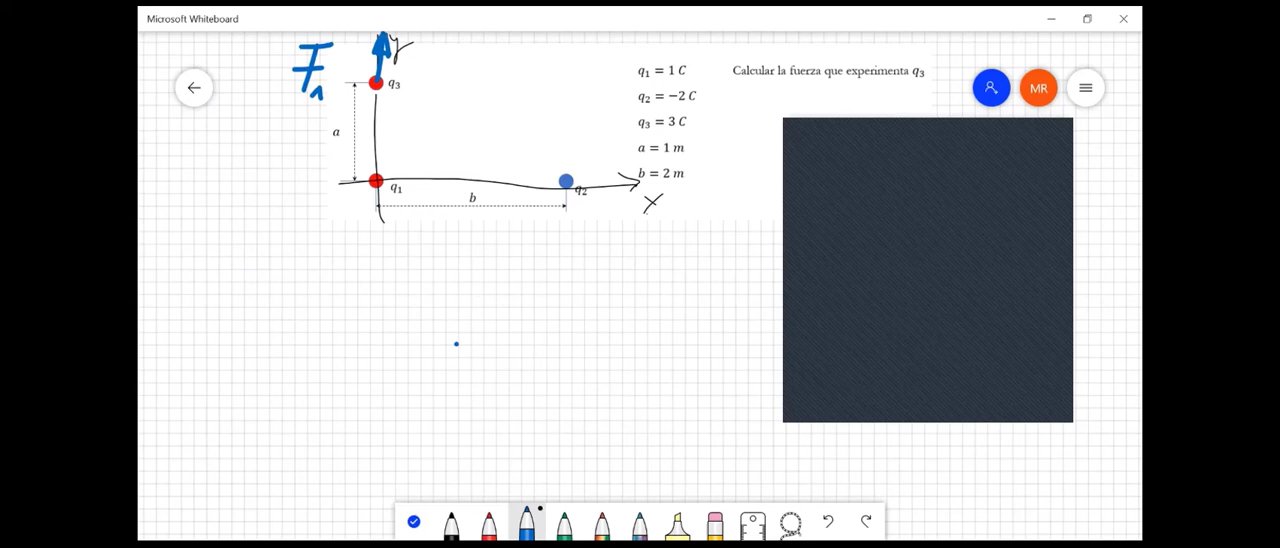 Microsoft Whiteboard
F1
y
q3
a
q1
q2
b
x
q1 = 1 C
q2 = −2 C
q3 = 3 C
a = 1 m
b = 2 m
Calcular la fuerza que experimenta q3
MR